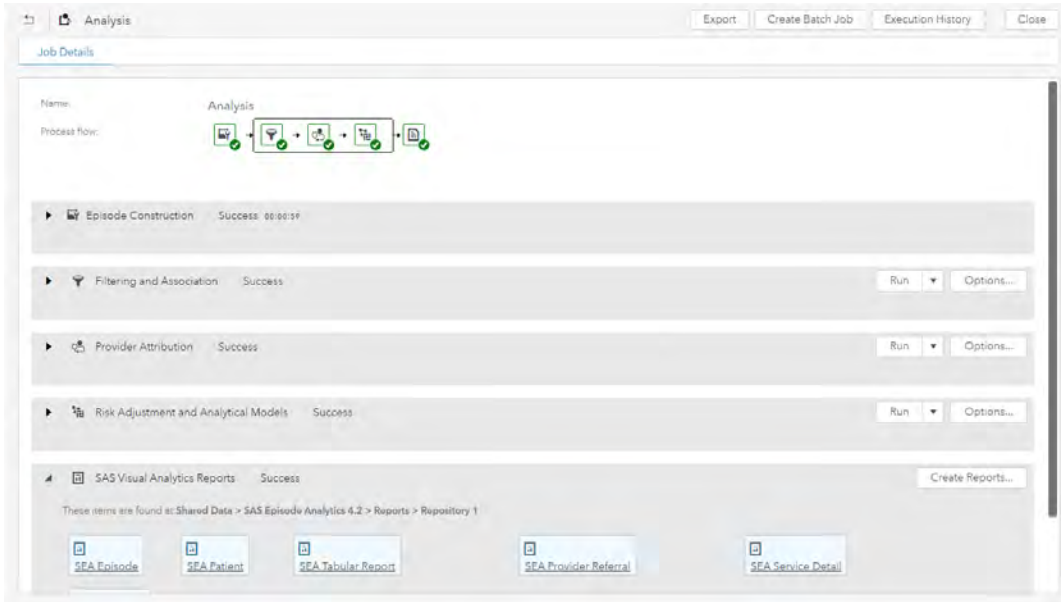 Analysis
Export
Create Batch Job
Execution History
Close
Job Details
Name:
Analysis
Process flow:
Episode Construction Success 00:00:59
Filtering and Association Success
Run
Options...
Provider Attribution Success
Run
Options...
Risk Adjustment and Analytical Models Success
Run
Options...
SAS Visual Analytics Reports Success
Create Reports...
These items are found at Shared Data > SAS Episode Analytics 4.2 > Reports > Repository 1
SEA Episode
SEA Patient
SEA Tabular Report
SEA Provider Referral
SEA Service Detail